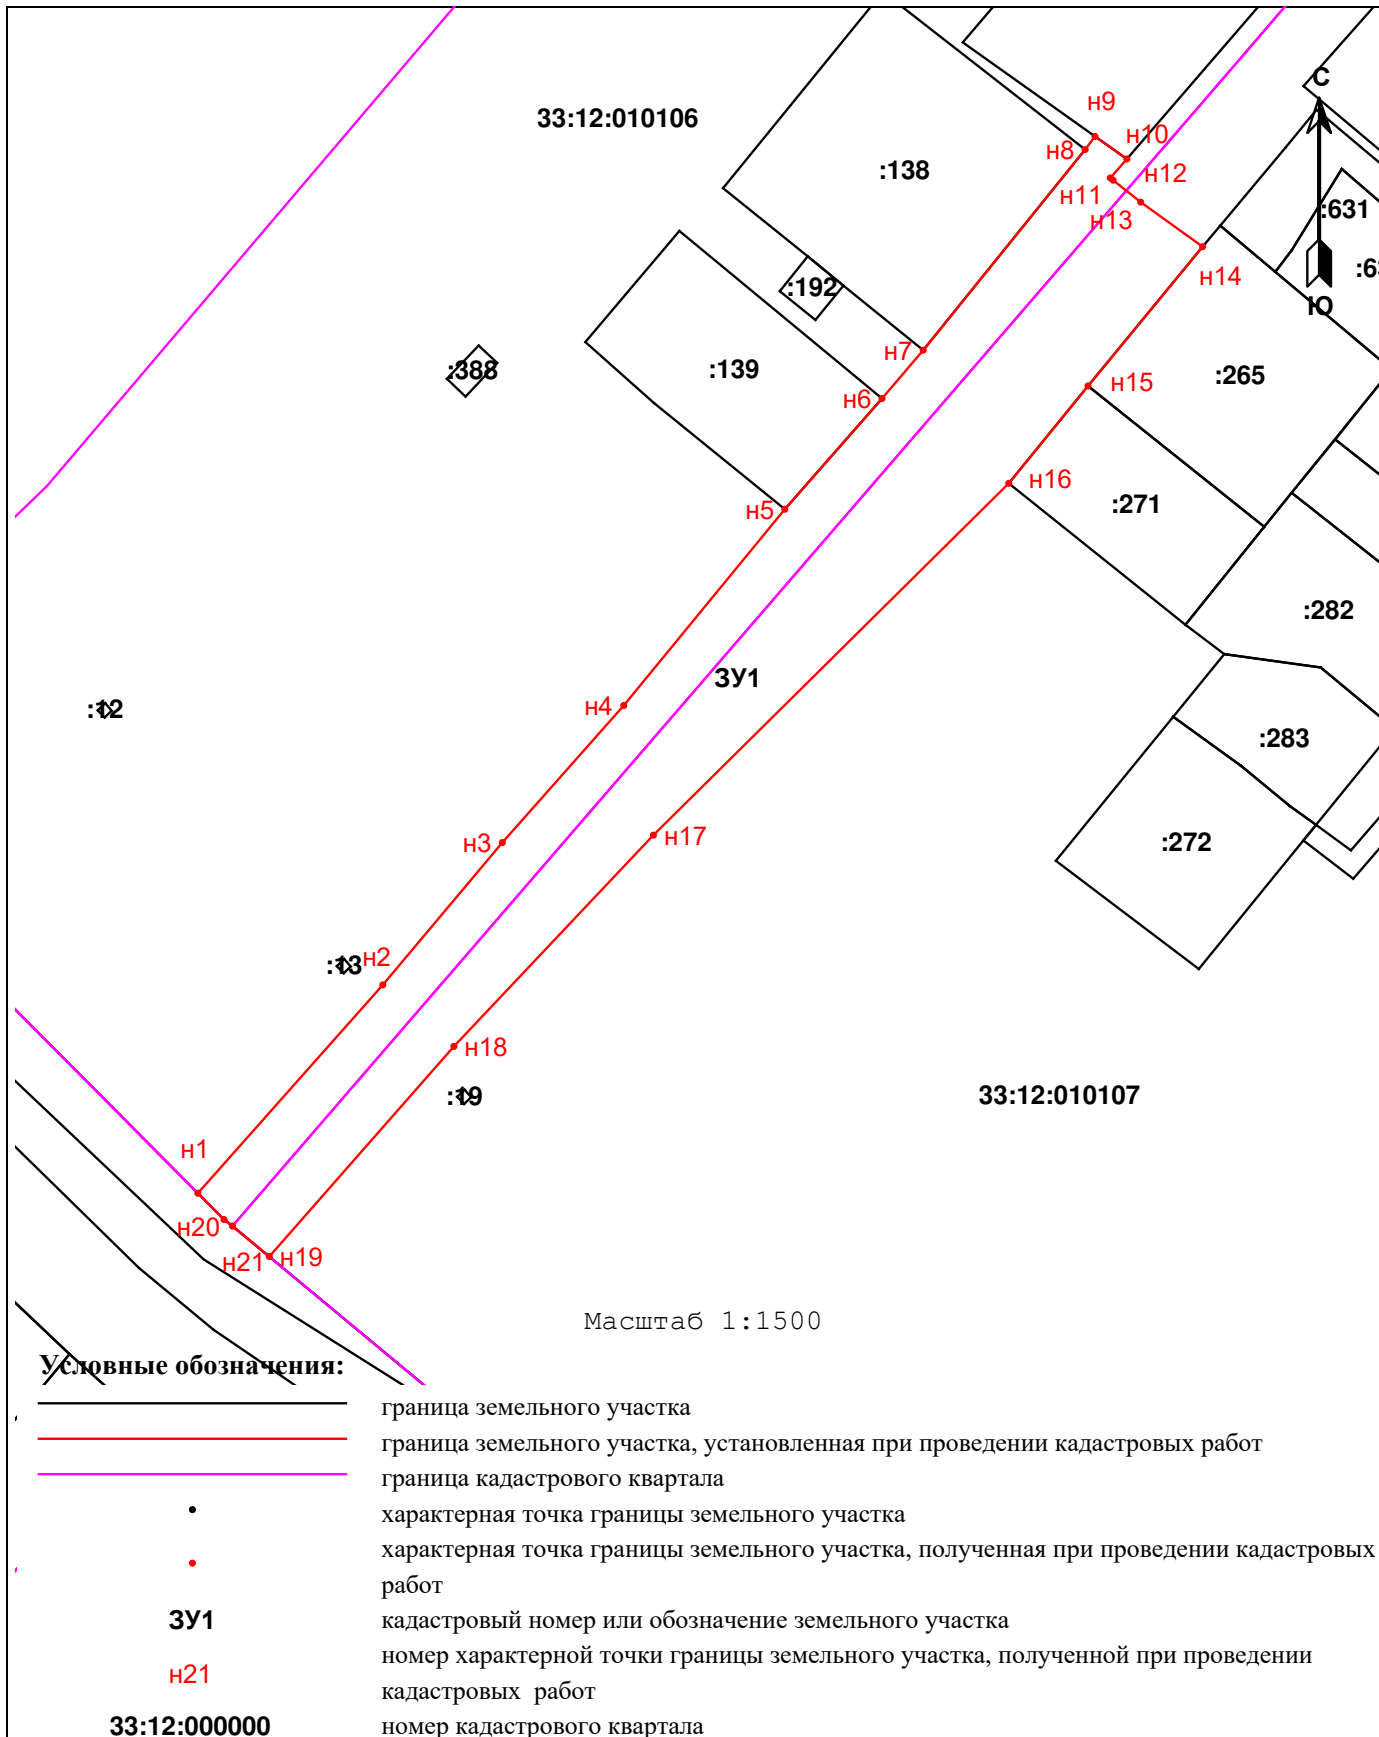 С
н9
33:12:010106
н10
н8
:138
н12
н11
:631
н13
н14
:63
:192
Ю
н7
:388
:139
:265
н15
н6
н16
:271
н5
:282
ЗУ1
н4
:12
:283
н17
н3
:272
н2
:13
н18
:19
33:12:010107
н1
н20
н21
н19
Масштаб 1:1500
Условные обозначения:
граница земельного участка
граница земельного участка, установленная при проведении кадастровых работ
граница кадастрового квартала
характерная точка границы земельного участка
характерная точка границы земельного участка, полученная при проведении кадастровых
работ
ЗУ1 кадастровый номер или обозначение земельного участка
номер характерной точки границы земельного участка, полученной при проведении
н21
кадастровых работ
33:12:000000 номер кадастрового квартала